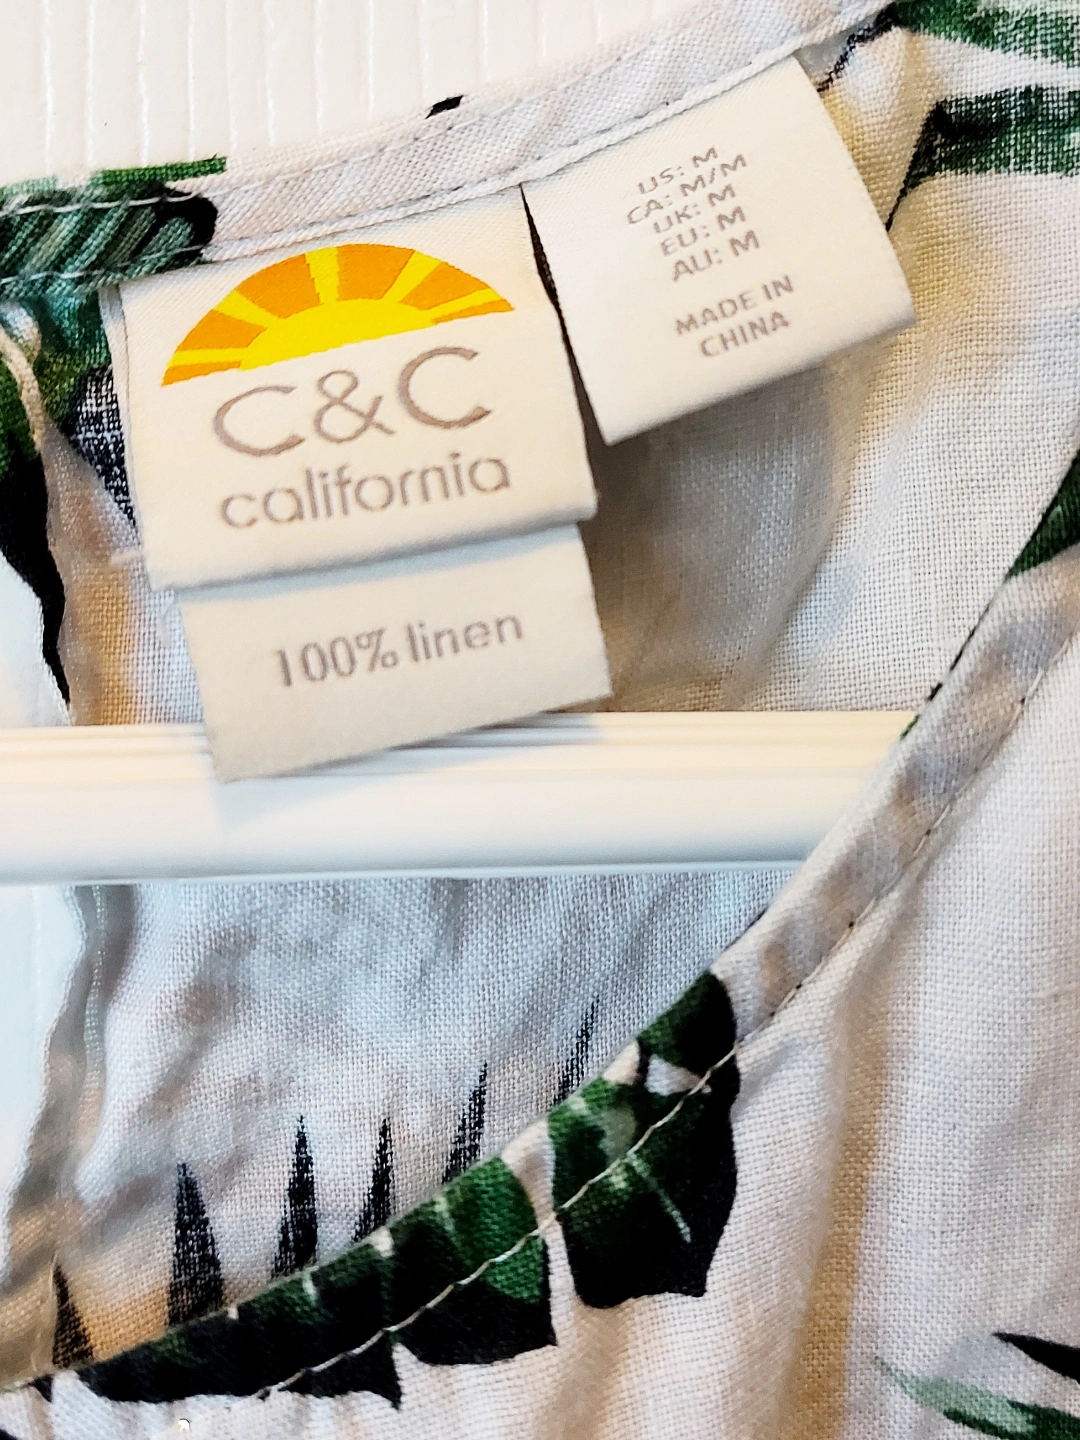 C&C
california
100% linen
US: M
CA: M/M
UK: M
EU: M
AU: M
MADE IN
CHINA